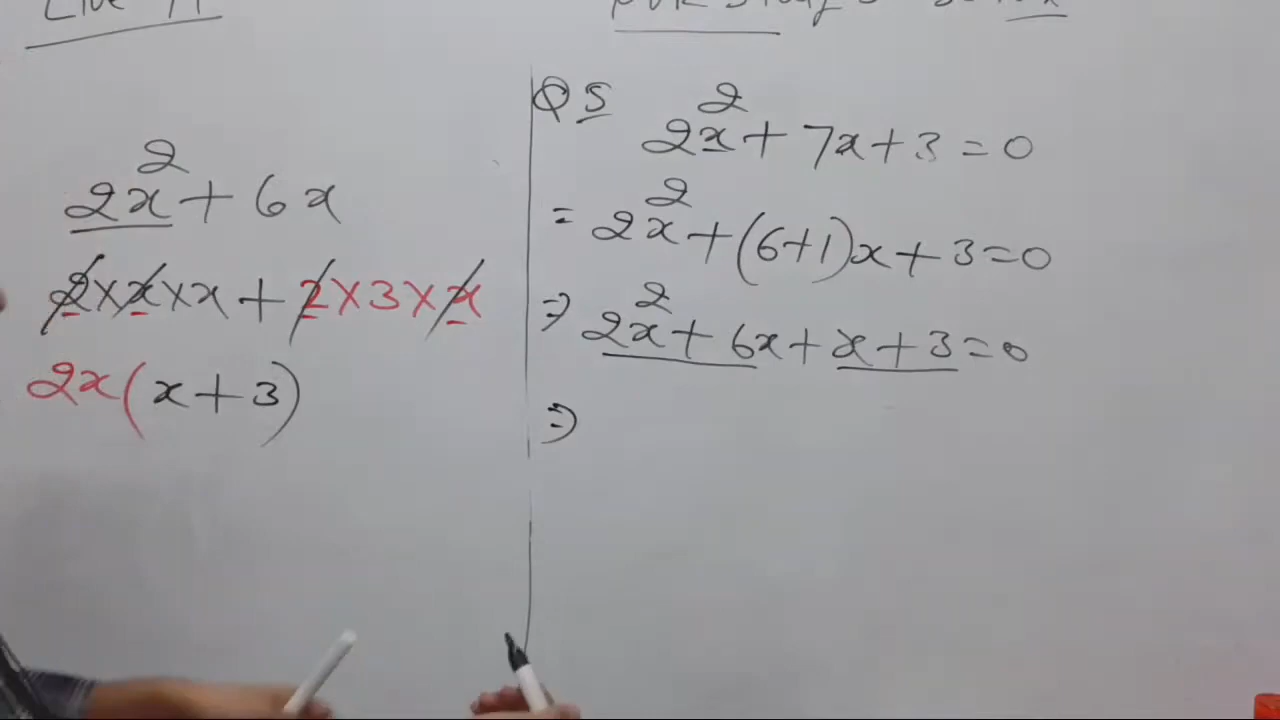 2x² + 6x
2×x×x + 2×3×x
2x(x+3)
Q5
2x² + 7x + 3 = 0
= 2x² + (6+1)x + 3 = 0
⇒ 2x² + 6x + x + 3 = 0
⇒